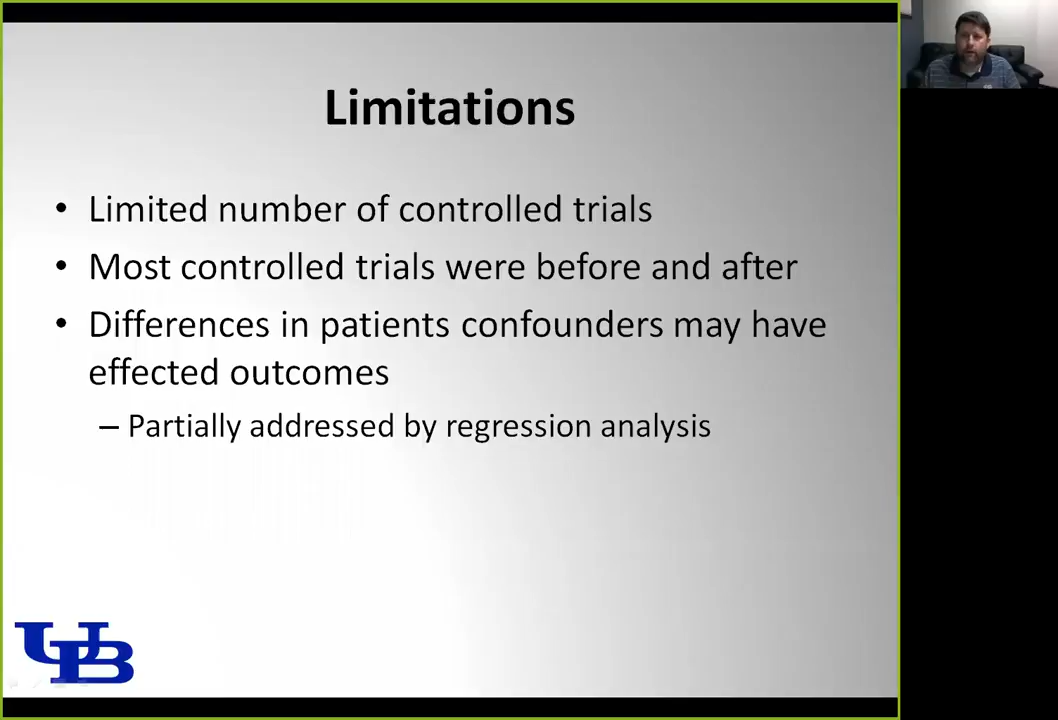 Limitations
• Limited number of controlled trials
• Most controlled trials were before and after
• Differences in patients confounders may have
effected outcomes
– Partially addressed by regression analysis
UB